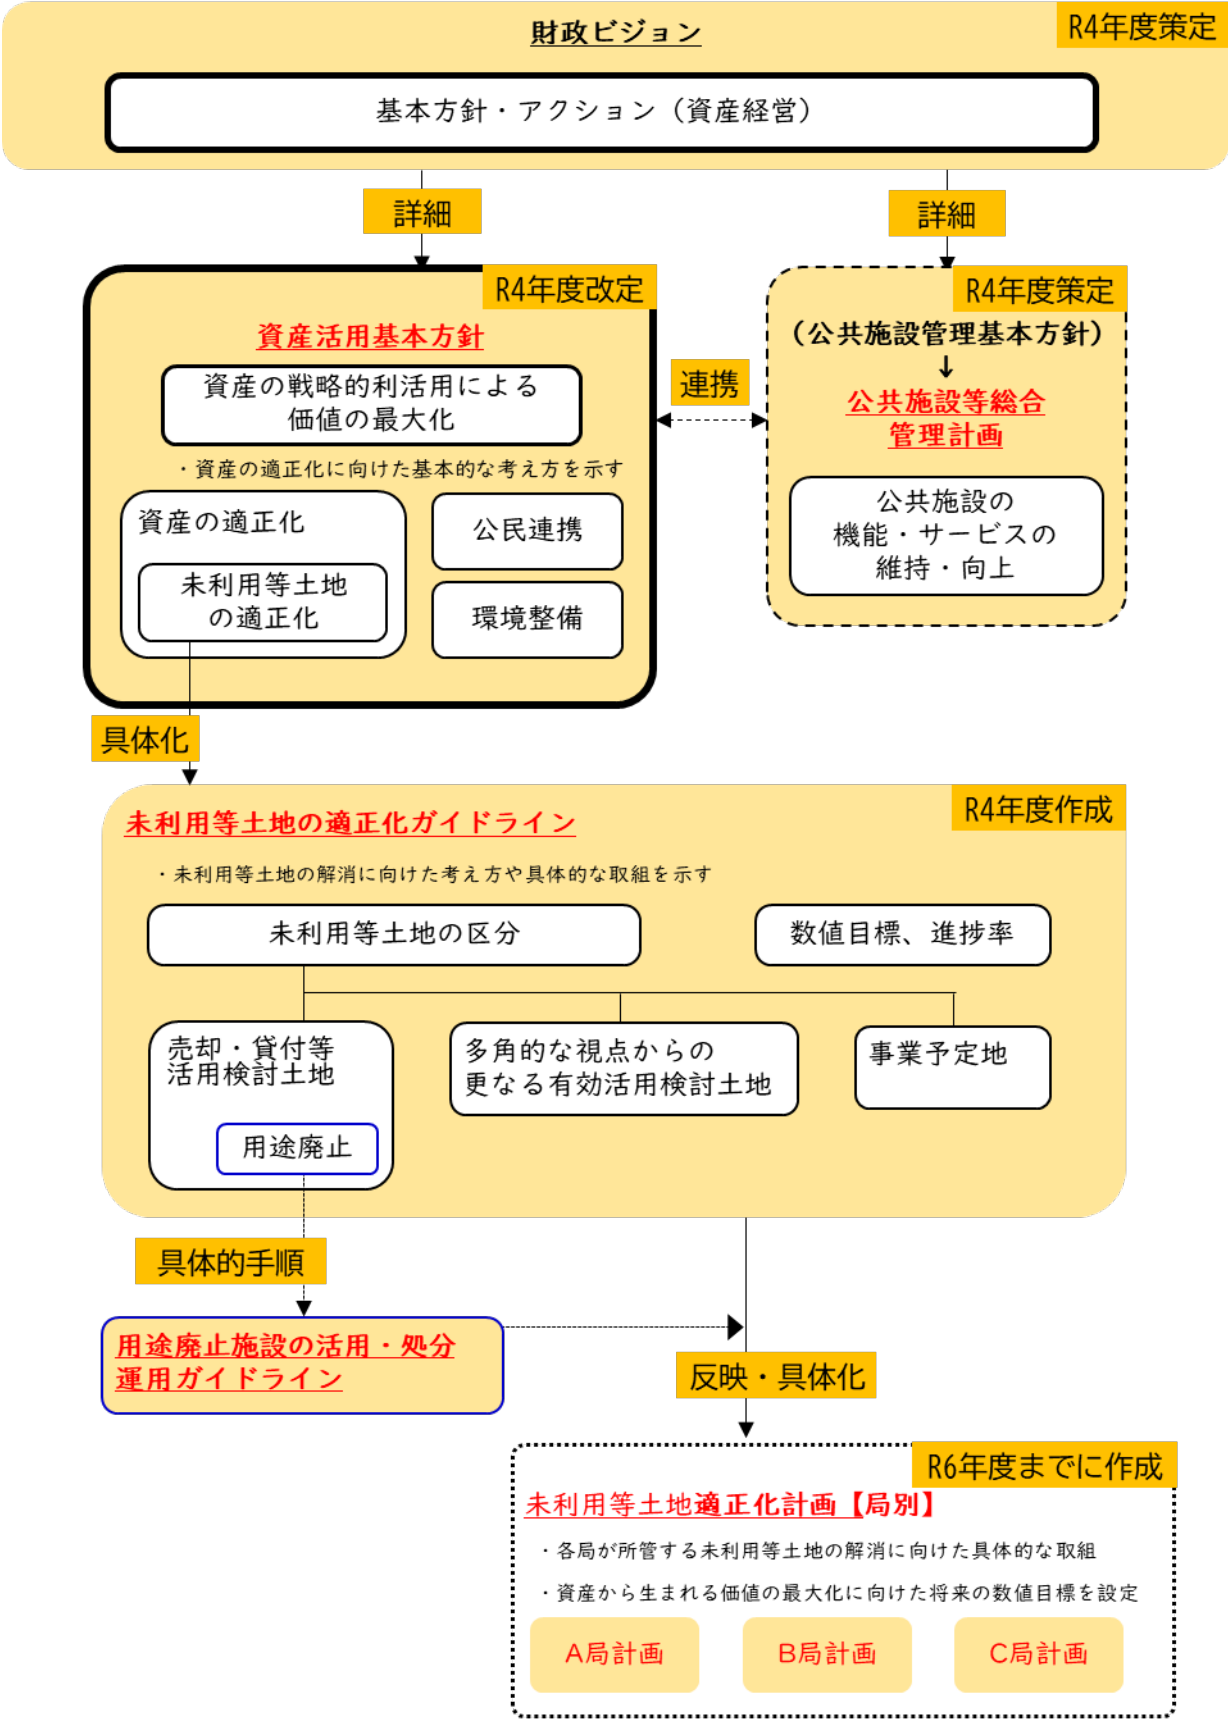 財政ビジョン
R4年度策定
基本方針・アクション（資産経営）
詳細
詳細
R4年度改定
資産活用基本方針
資産の戦略的利活用による
価値の最大化
・資産の適正化に向けた基本的な考え方を示す
資産の適正化
未利用等土地
の適正化
公民連携
環境整備
連携
R4年度策定
（公共施設管理基本方針）
↓
公共施設等総合
管理計画
公共施設の
機能・サービスの
維持・向上
具体化
R4年度作成
未利用等土地の適正化ガイドライン
・未利用等土地の解消に向けた考え方や具体的な取組を示す
未利用等土地の区分
数値目標、進捗率
売却・貸付等
活用検討土地
用途廃止
多角的な視点からの
更なる有効活用検討土地
事業予定地
具体的手順
用途廃止施設の活用・処分
運用ガイドライン
反映・具体化
R6年度までに作成
未利用等土地適正化計画【局別】
・各局が所管する未利用等土地の解消に向けた具体的な取組
・資産から生まれる価値の最大化に向けた将来の数値目標を設定
A局計画
B局計画
C局計画